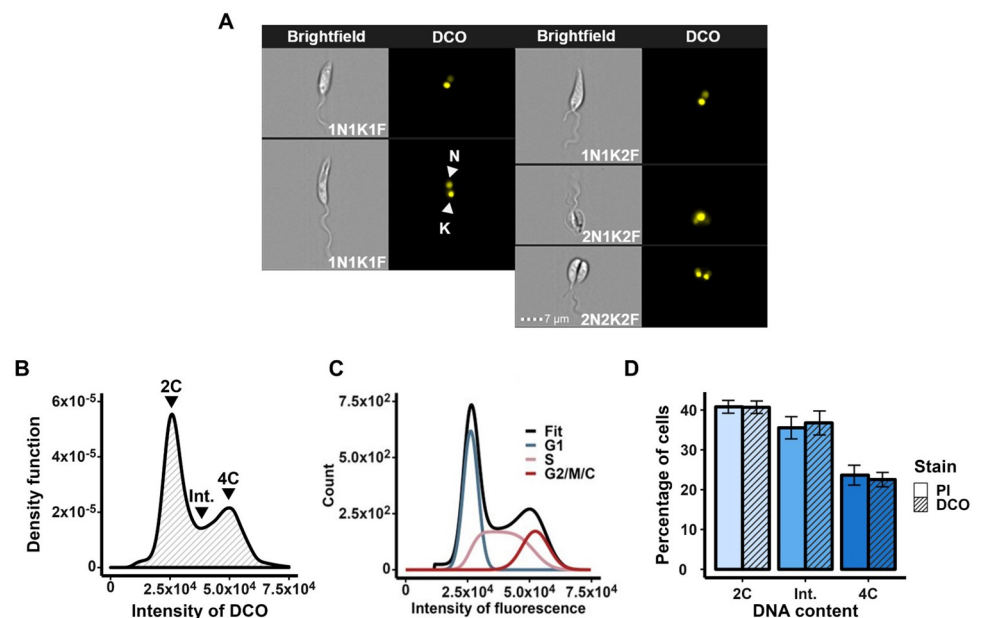 A
Brightfield DCO Brightfield DCO
1N1K1F
1N1K2F
N
K
1N1K1F
2N1K2F
7 µm
2N2K2F
B
Density function
6x10⁻⁵
4x10⁻⁵
2x10⁻⁵
0
2C
Int.
4C
0 2.5x10⁴ 5.0x10⁴ 7.5x10⁴
Intensity of DCO
C
Count
7.5x10²
5.0x10²
2.5x10²
0
Fit
G1
S
G2/M/C
0 2.5x10⁴ 5.0x10⁴ 7.5x10⁴
Intensity of fluorescence
D
Percentage of cells
40
30
20
10
0
2C Int. 4C
DNA content
Stain
PI
DCO